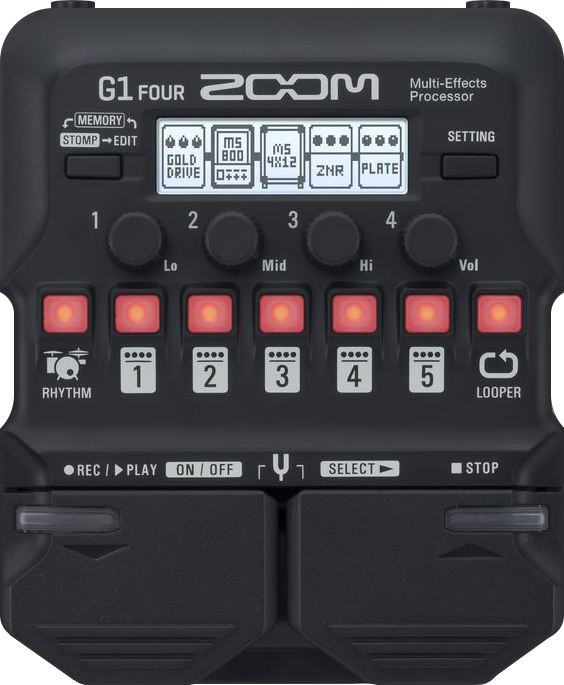 G1 FOUR ZOOM Multi-Effects
Processor
MEMORY
STOMP → EDIT
SETTING
GOLD
DRIVE
MS
800
MS
4X12
ZNR
PLATE
1 2 3 4
Lo Mid Hi Vol
1 2 3 4 5
RHYTHM
LOOPER
●REC / ▶PLAY ON / OFF SELECT ► ■ STOP